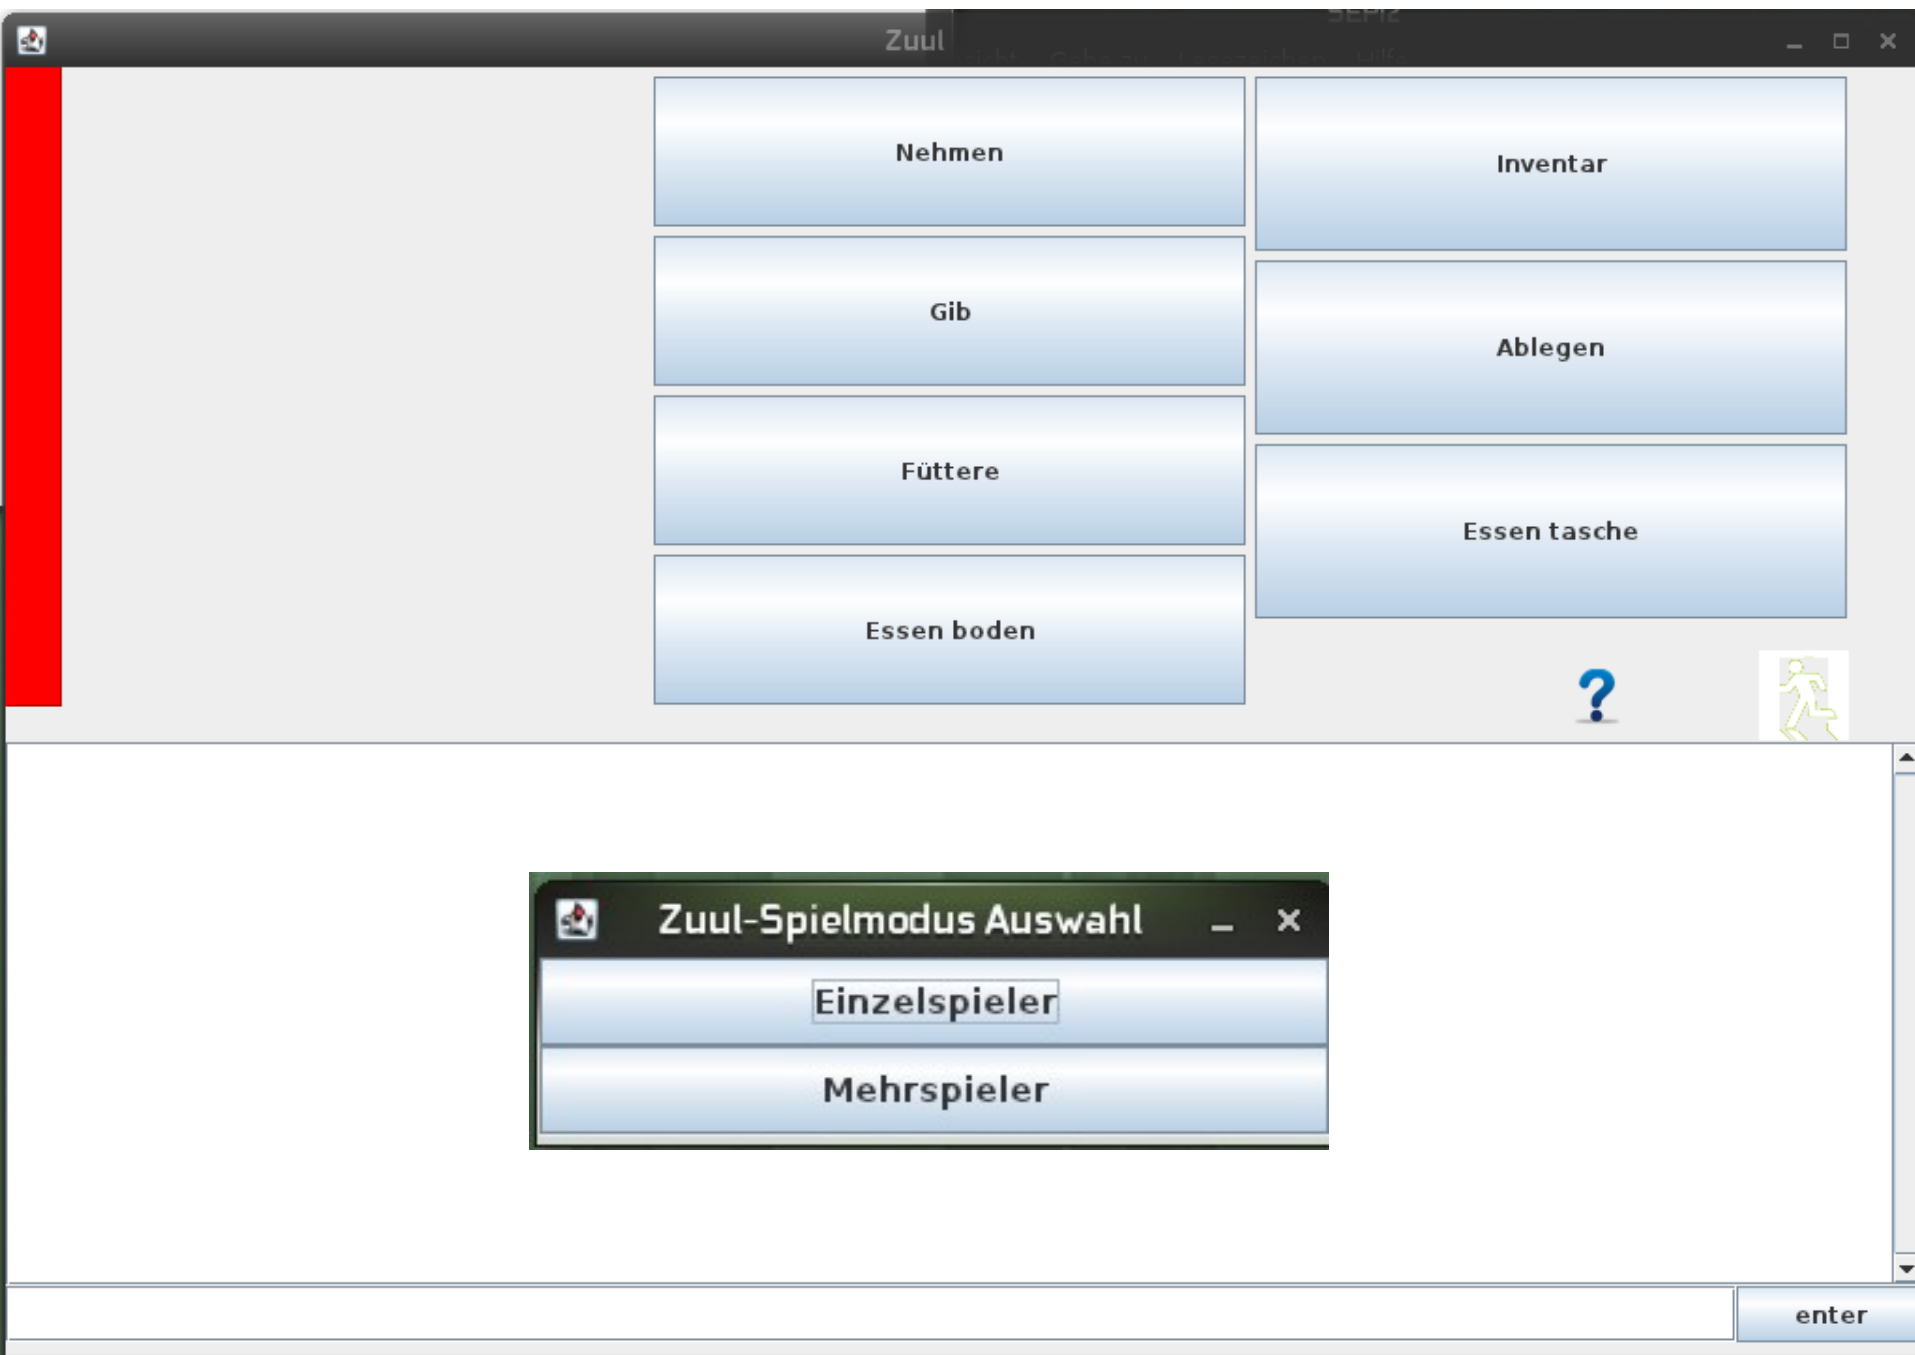 Zuul
Nehmen
Inventar
Gib
Ablegen
Füttere
Essen tasche
Essen boden
?
Zuul-Spielmodus Auswahl
Einzelspieler
Mehrspieler
enter